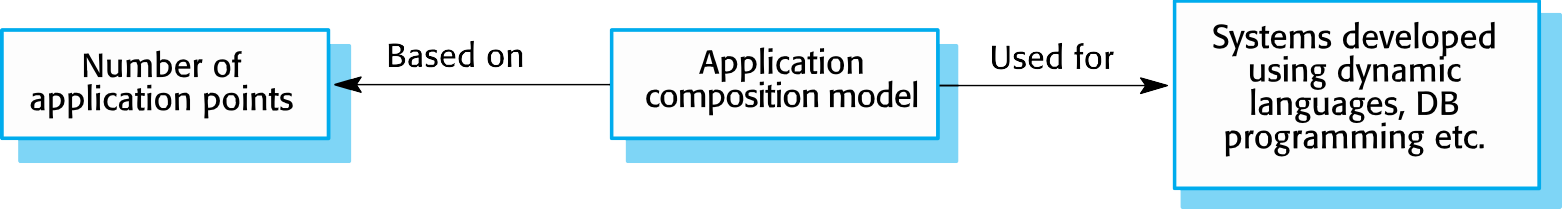 Number of
application points
Based on
Application
composition model
Used for
Systems developed
using dynamic
languages, DB
programming etc.